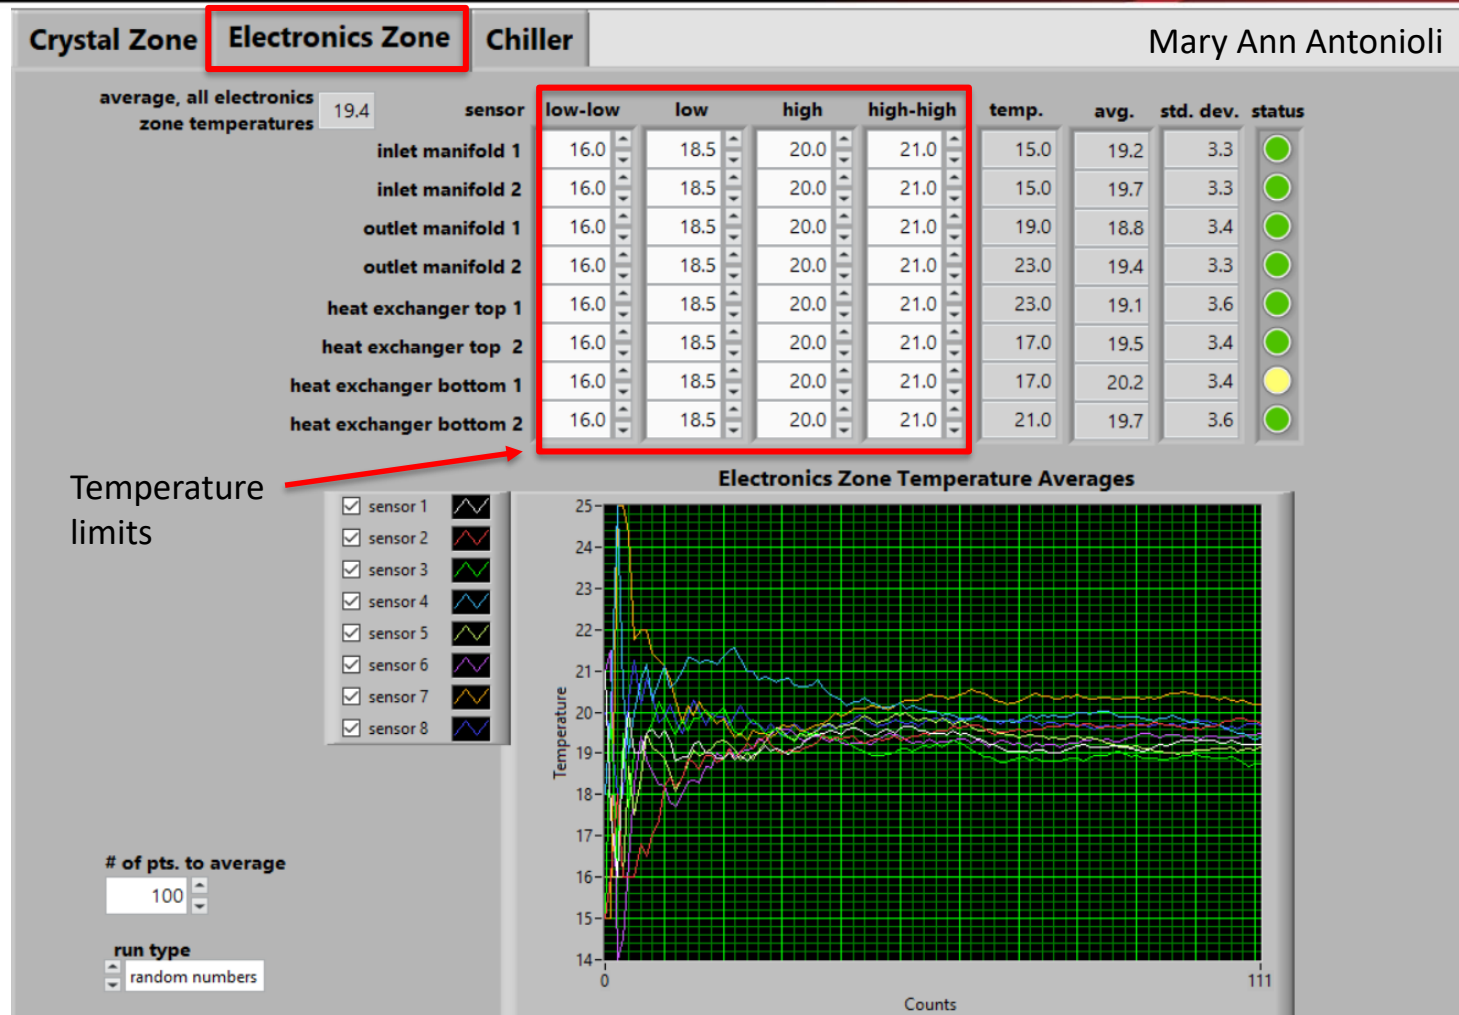 Crystal Zone Electronics Zone Chiller Mary Ann Antonioli
average, all electronics zone temperatures 19.4
sensor low-low low high high-high temp. avg. std. dev. status
inlet manifold 1 16.0 18.5 20.0 21.0 15.0 19.2 3.3
inlet manifold 2 16.0 18.5 20.0 21.0 15.0 19.7 3.3
outlet manifold 1 16.0 18.5 20.0 21.0 19.0 18.8 3.4
outlet manifold 2 16.0 18.5 20.0 21.0 23.0 19.4 3.3
heat exchanger top 1 16.0 18.5 20.0 21.0 23.0 19.1 3.6
heat exchanger top 2 16.0 18.5 20.0 21.0 17.0 19.5 3.4
heat exchanger bottom 1 16.0 18.5 20.0 21.0 17.0 20.2 3.4
heat exchanger bottom 2 16.0 18.5 20.0 21.0 21.0 19.7 3.6
Temperature
limits
sensor 1
sensor 2
sensor 3
sensor 4
sensor 5
sensor 6
sensor 7
sensor 8
# of pts. to average
100
run type
random numbers
Electronics Zone Temperature Averages
Temperature
25
24
23
22
21
20
19
18
17
16
15
14
0 111
Counts